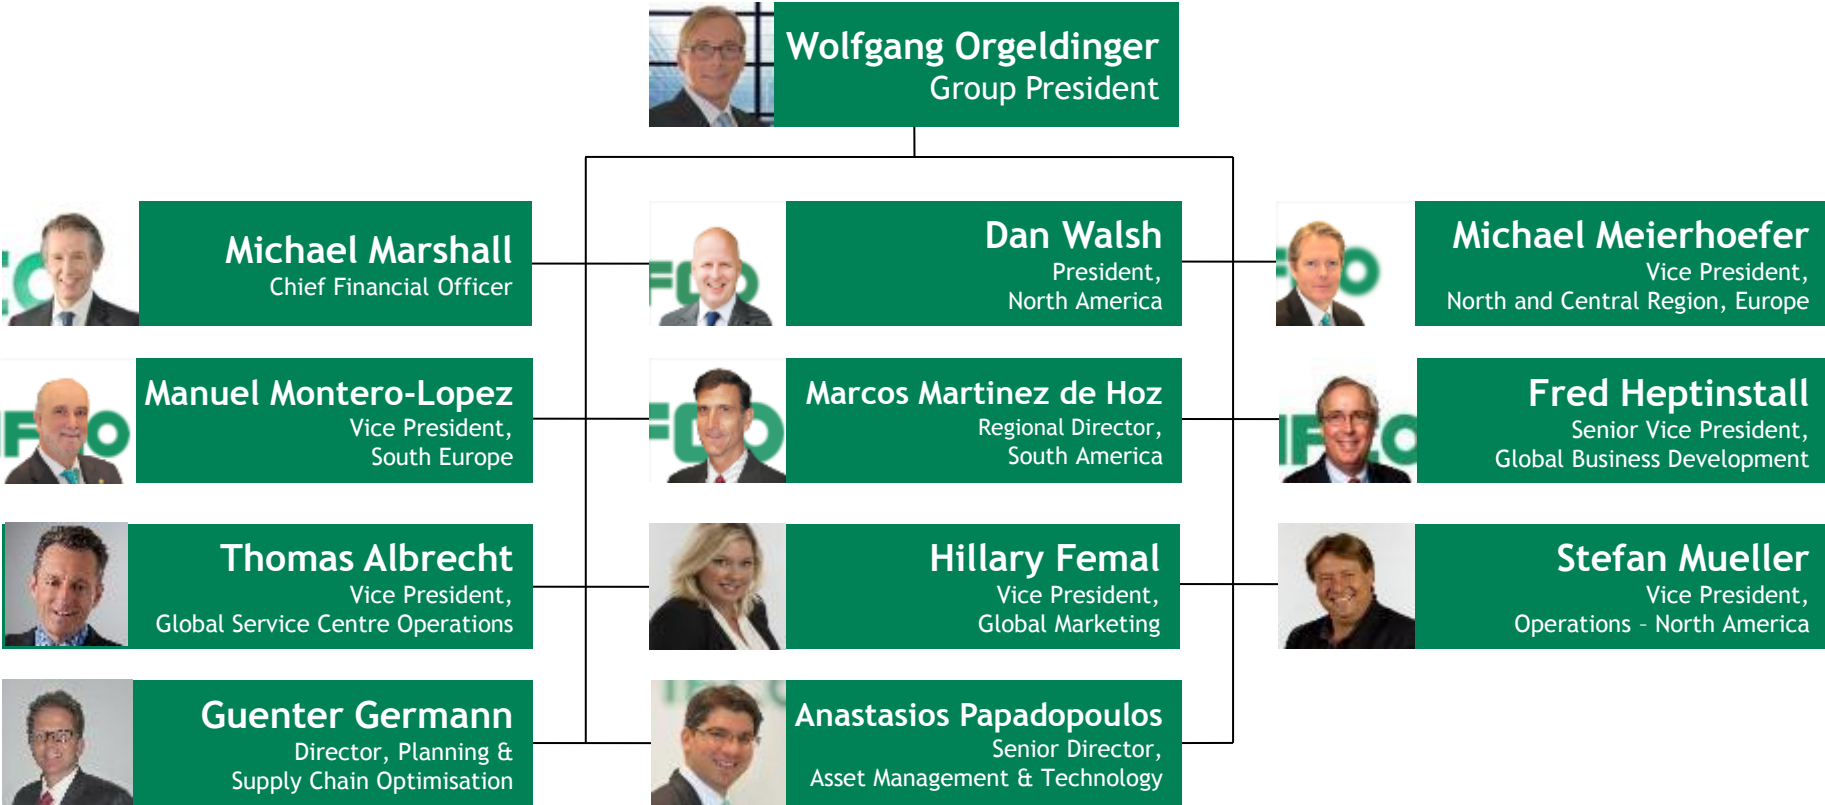 Wolfgang Orgeldinger
Group President
Michael Marshall
Chief Financial Officer
Dan Walsh
President,
North America
Michael Meierhoefer
Vice President,
North and Central Region, Europe
Manuel Montero-Lopez
Vice President,
South Europe
Marcos Martinez de Hoz
Regional Director,
South America
Fred Heptinstall
Senior Vice President,
Global Business Development
Thomas Albrecht
Vice President,
Global Service Centre Operations
Hillary Femal
Vice President,
Global Marketing
Stefan Mueller
Vice President,
Operations – North America
Guenter Germann
Director, Planning &
Supply Chain Optimisation
Anastasios Papadopoulos
Senior Director,
Asset Management & Technology